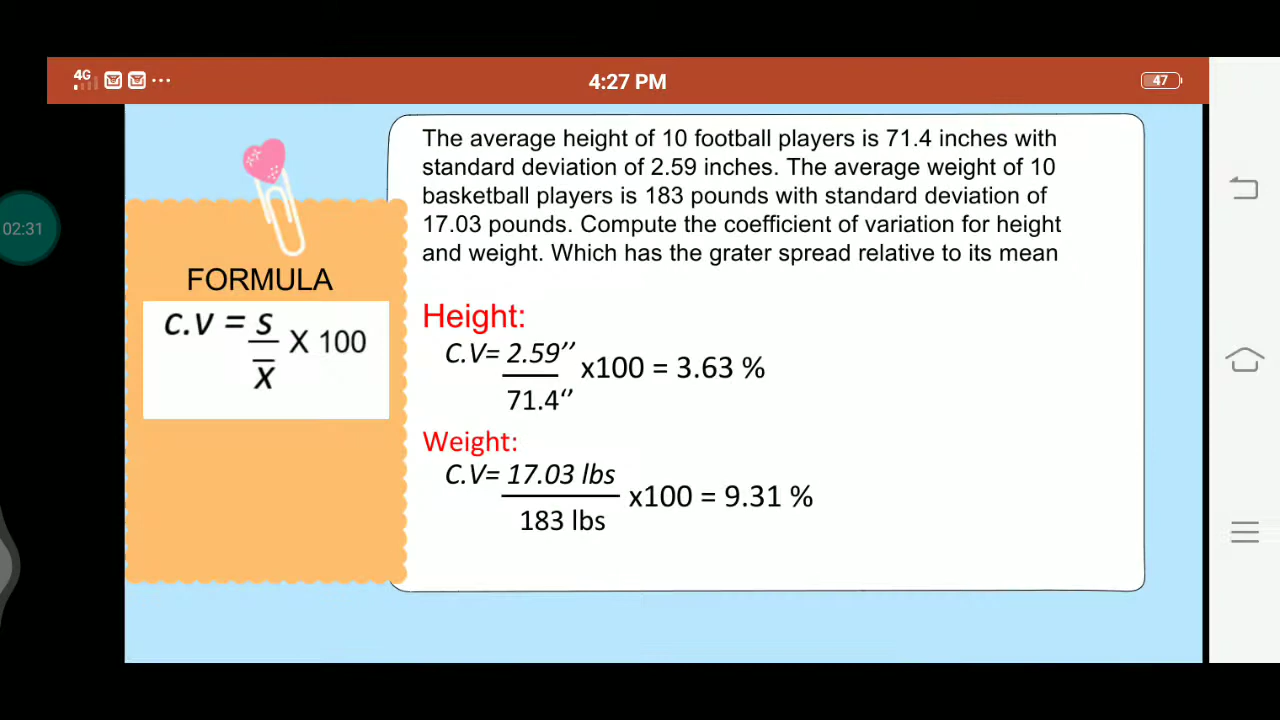 4G
4:27 PM
47
02:31
The average height of 10 football players is 71.4 inches with
standard deviation of 2.59 inches. The average weight of 10
basketball players is 183 pounds with standard deviation of
17.03 pounds. Compute the coefficient of variation for height
and weight. Which has the grater spread relative to its mean
FORMULA
C.V = S
X 100
X̅
Height:
C.V= 2.59’’
x100 = 3.63 %
71.4’’
Weight:
C.V= 17.03 lbs
x100 = 9.31 %
183 lbs